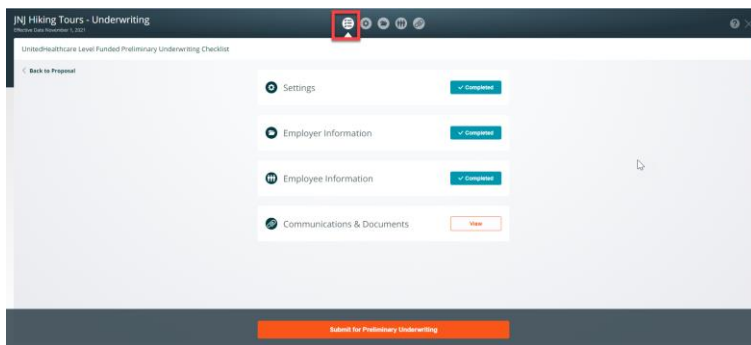 JNJ Hiking Tours - Underwriting
Effective Date November 1, 2021
UnitedHealthcare Level Funded Preliminary Underwriting Checklist
Back to Proposal
Settings
Completed
Employer Information
Completed
Employee Information
Completed
Communications & Documents
View
Submit for Preliminary Underwriting